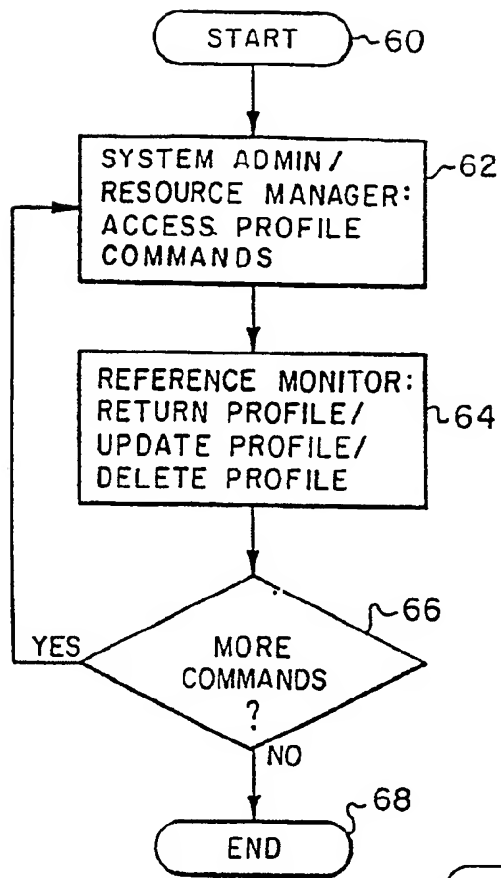 START 60
SYSTEM ADMIN/ 62
RESOURCE MANAGER:
ACCESS PROFILE
COMMANDS
REFERENCE MONITOR:
RETURN PROFILE/ 64
UPDATE PROFILE/
DELETE PROFILE
66
YES MORE
COMMANDS
?
NO
68
END